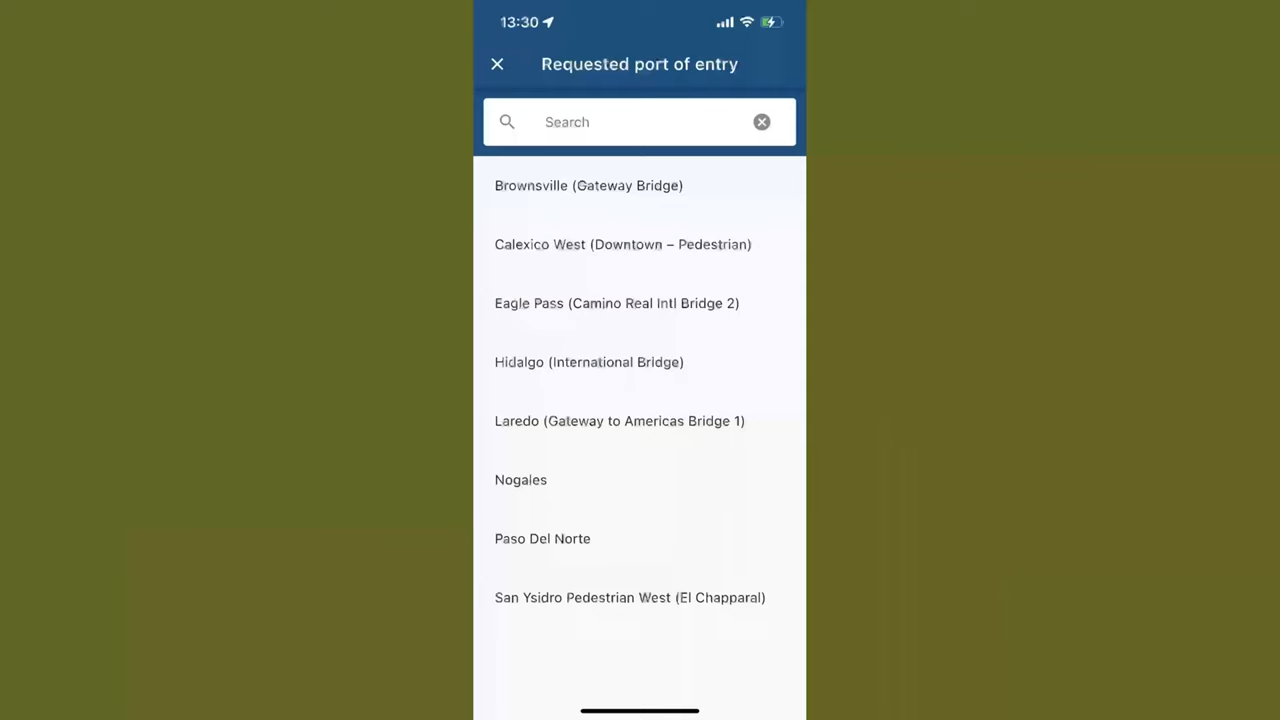 13:30
Requested port of entry
Search
Brownsville (Gateway Bridge)
Calexico West (Downtown – Pedestrian)
Eagle Pass (Camino Real Intl Bridge 2)
Hidalgo (International Bridge)
Laredo (Gateway to Americas Bridge 1)
Nogales
Paso Del Norte
San Ysidro Pedestrian West (El Chapparal)